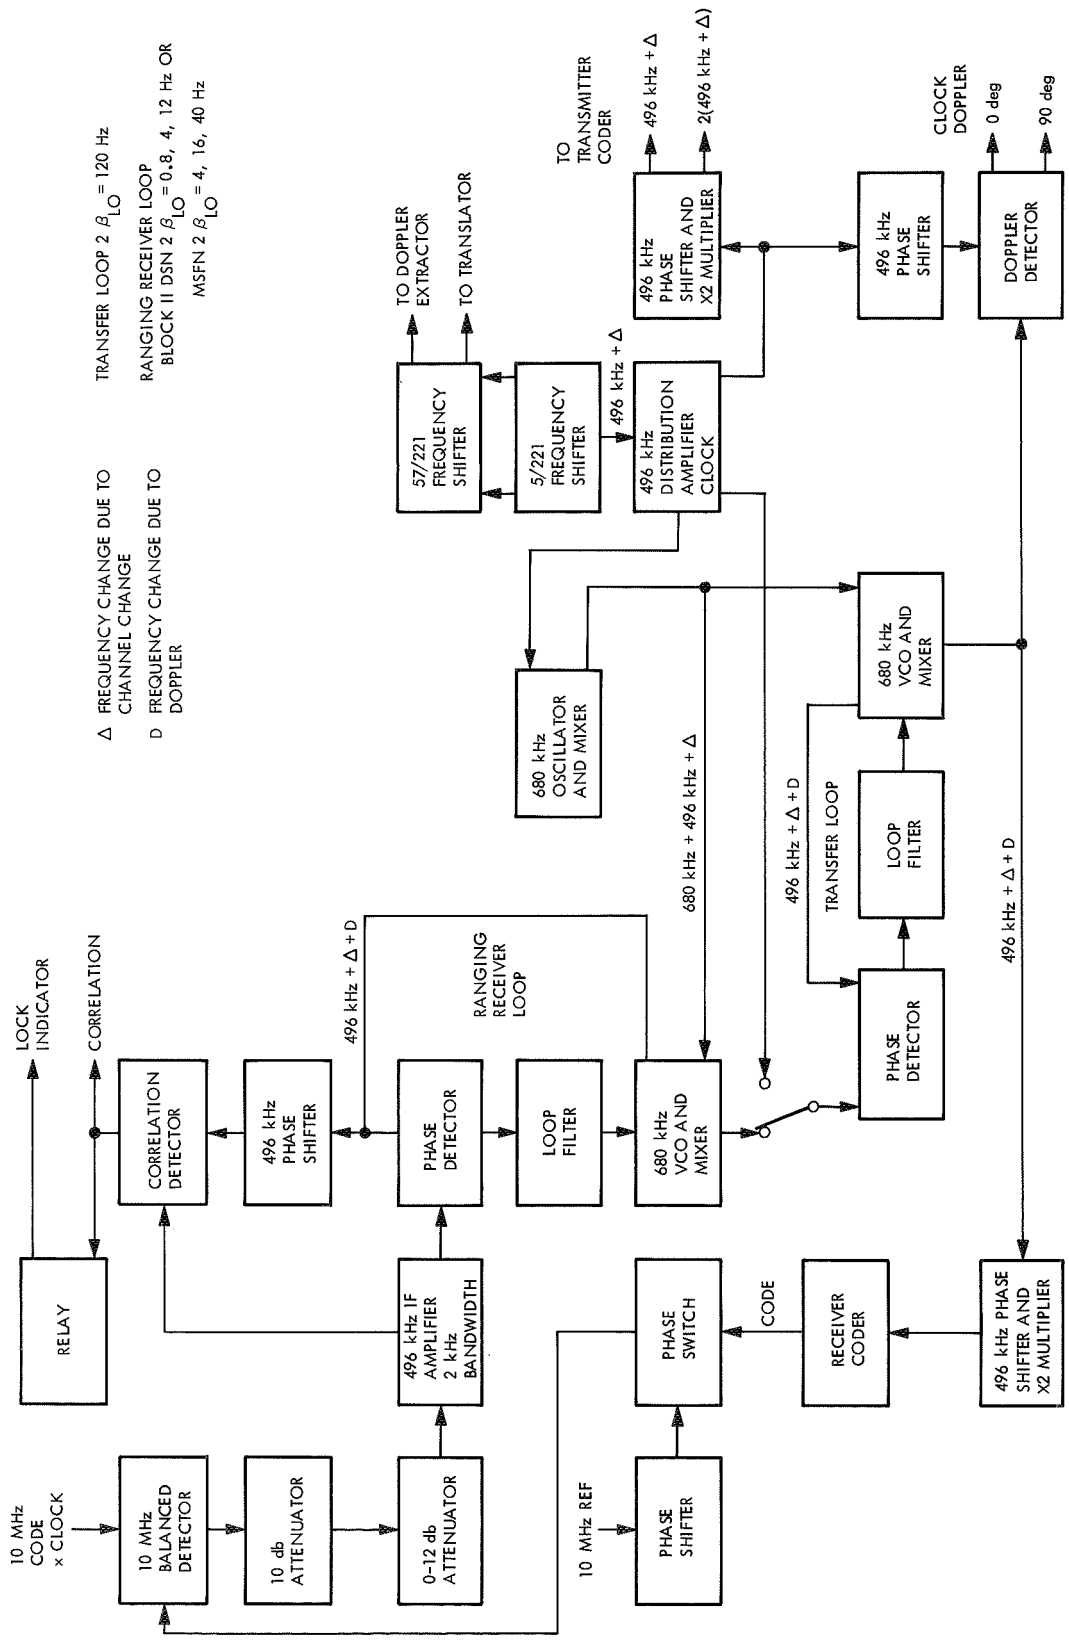 10 MHz
CODE
× CLOCK
10 MHz
BALANCED
DETECTOR
10 db
ATTENUATOR
0-12 db
ATTENUATOR
10 MHz REF
PHASE
SHIFTER
RELAY
LOCK
INDICATOR
CORRELATION
CORRELATION
DETECTOR
496 kHz
PHASE
SHIFTER
496 kHz IF
AMPLIFIER
2 kHz
BANDWIDTH
PHASE
DETECTOR
496 kHz + Δ + D
RANGING
RECEIVER
LOOP
LOOP
FILTER
680 kHz
VCO AND
MIXER
PHASE
SWITCH
CODE
RECEIVER
CODER
496 kHz PHASE
SHIFTER AND
X2 MULTIPLIER
Δ FREQUENCY CHANGE DUE TO
CHANNEL CHANGE
D FREQUENCY CHANGE DUE TO
DOPPLER
TRANSFER LOOP 2 βLO = 120 Hz
RANGING RECEIVER LOOP
BLOCK II DSN 2 βLO = 0.8, 4, 12 Hz OR
MSFN 2 βLO = 4, 16, 40 Hz
TO DOPPLER
EXTRACTOR
TO TRANSLATOR
57/221
FREQUENCY
SHIFTER
5/221
FREQUENCY
SHIFTER
496 kHz + Δ
496 kHz
DISTRIBUTION
AMPLIFIER
CLOCK
680 kHz
OSCILLATOR
AND MIXER
680 kHz + 496 kHz + Δ
TO
TRANSMITTER
CODER
496 kHz + Δ
2(496 kHz + Δ)
496 kHz
PHASE
SHIFTER AND
X2 MULTIPLIER
496 kHz
PHASE
SHIFTER
CLOCK
DOPPLER
0 deg
90 deg
DOPPLER
DETECTOR
680 kHz
VCO AND
MIXER
496 kHz + Δ + D
TRANSFER LOOP
LOOP
FILTER
PHASE
DETECTOR
496 kHz + Δ + D